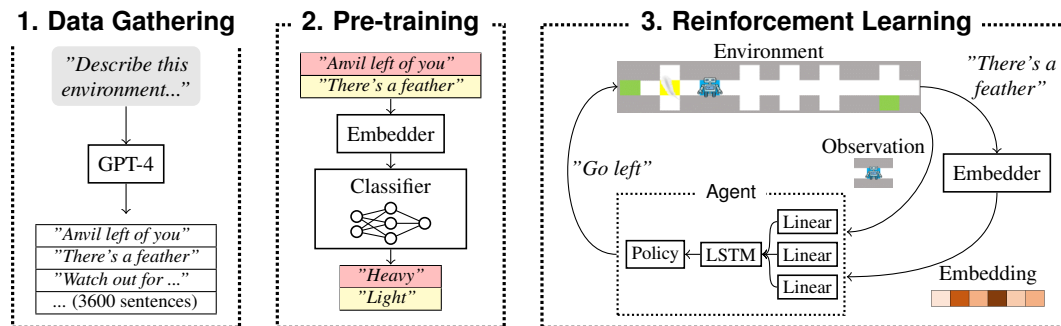 1. Data Gathering
"Describe this
environment..."
GPT-4
"Anvil left of you"
"There's a feather"
"Watch out for ..."
... (3600 sentences)
2. Pre-training
"Anvil left of you"
"There's a feather"
Embedder
Classifier
"Heavy"
"Light"
3. Reinforcement Learning
Environment
"There's a
feather"
"Go left"
Observation
Embedder
Agent
Policy
LSTM
Linear
Linear
Linear
Embedding